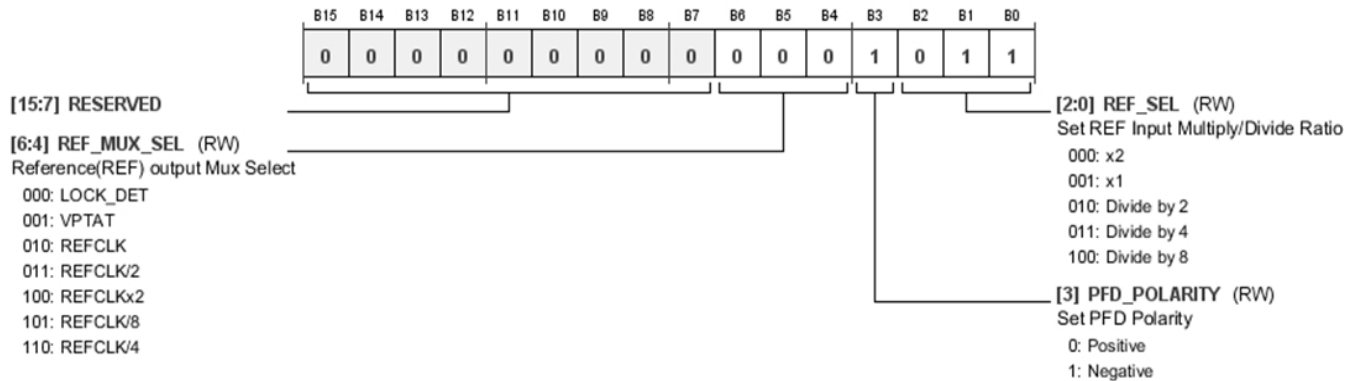 B15 B14 B13 B12 B11 B10 B9 B8 B7 B6 B5 B4 B3 B2 B1 B0
0 0 0 0 0 0 0 0 0 0 0 0 1 0 1 1
[15:7] RESERVED
[6:4] REF_MUX_SEL (RW)
Reference(REF) output Mux Select
000: LOCK_DET
001: VPTAT
010: REFCLK
011: REFCLK/2
100: REFCLKx2
101: REFCLK/8
110: REFCLK/4
[2:0] REF_SEL (RW)
Set REF Input Multiply/Divide Ratio
000: x2
001: x1
010: Divide by 2
011: Divide by 4
100: Divide by 8
[3] PFD_POLARITY (RW)
Set PFD Polarity
0: Positive
1: Negative